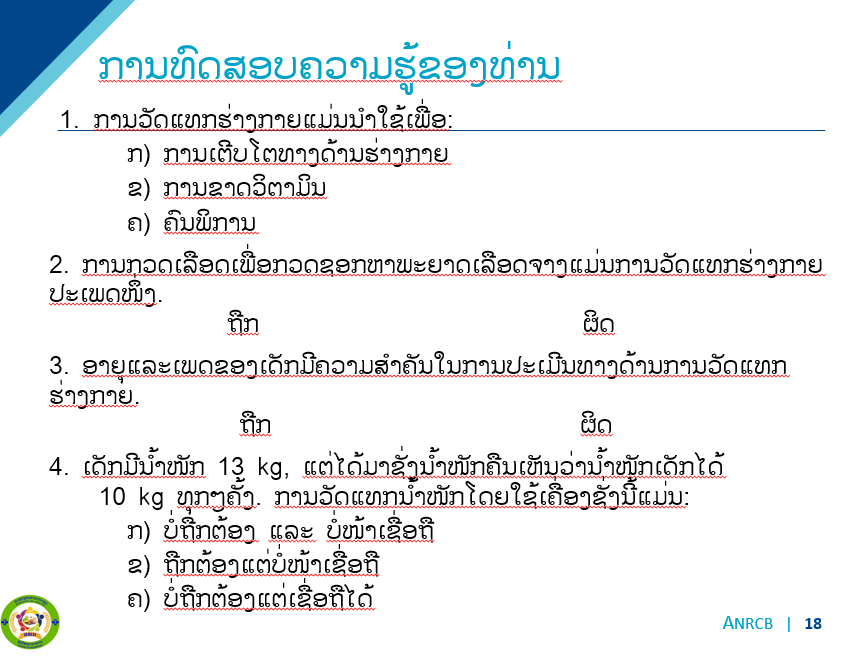 ການທົດສອບຄວາມຮູ້ຂອງທ່ານ
1. ການວັດແທກຮ່າງກາຍແມ່ນນຳໃຊ້ເພື່ອ:
ກ) ການເຕີບໂຕທາງດ້ານຮ່າງກາຍ
ຂ) ການຂາດວິຕາມິນ
ຄ) ຄົນພິການ
2. ການກວດເລືອດເພື່ອກວດຊອກຫາພະຍາດເລືອດຈາງແມ່ນການວັດແທກຮ່າງກາຍ
ປະເພດໜຶ່ງ.
ຖືກ ຜິດ
3. ອາຍຸແລະເພດຂອງເດັກມີຄວາມສຳຄັນໃນການປະເມີນທາງດ້ານການວັດແທກ
ຮ່າງກາຍ.
ຖືກ ຜິດ
4. ເດັກມີນ້ຳໜັກ 13 kg, ແຕ່ໄດ້ມາຊັ່ງນ້ຳໜັກຄືນເຫັນວ່ານ້ຳໜັກເດັກໄດ້
10 kg ທຸກໆຄັ້ງ. ການວັດແທກນ້ຳໜັກໂດຍໃຊ້ເຄື່ອງຊັ່ງນີ້ແມ່ນ:
ກ) ບໍ່ຖືກຕ້ອງ ແລະ ບໍ່ໜ້າເຊື່ອຖື
ຂ) ຖືກຕ້ອງແຕ່ບໍ່ໜ້າເຊື່ອຖື
ຄ) ບໍ່ຖືກຕ້ອງແຕ່ເຊື່ອຖືໄດ້
ANRCB | 18